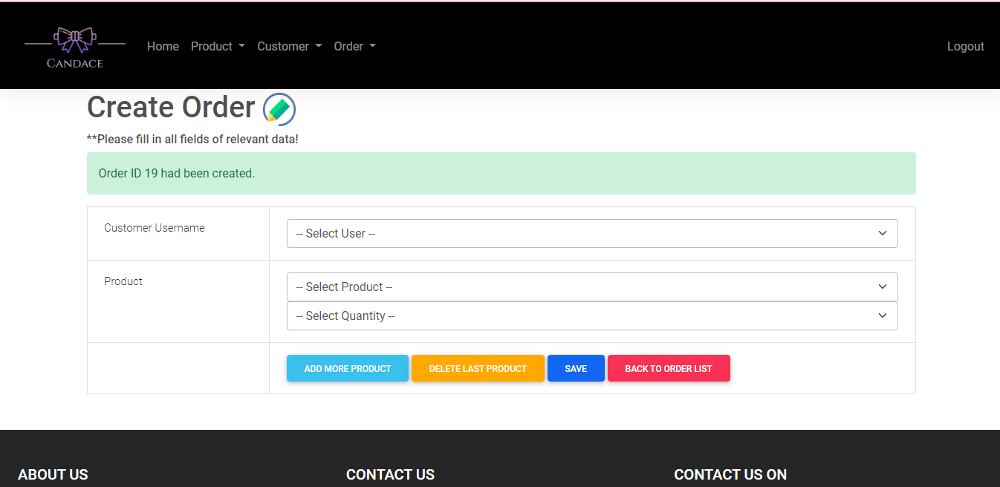 CANDACE
Home Product Customer Order Logout
Create Order
**Please fill in all fields of relevant data!
Order ID 19 had been created.
Customer Username
-- Select User --
Product
-- Select Product --
-- Select Quantity --
ADD MORE PRODUCT DELETE LAST PRODUCT SAVE BACK TO ORDER LIST
ABOUT US CONTACT US CONTACT US ON